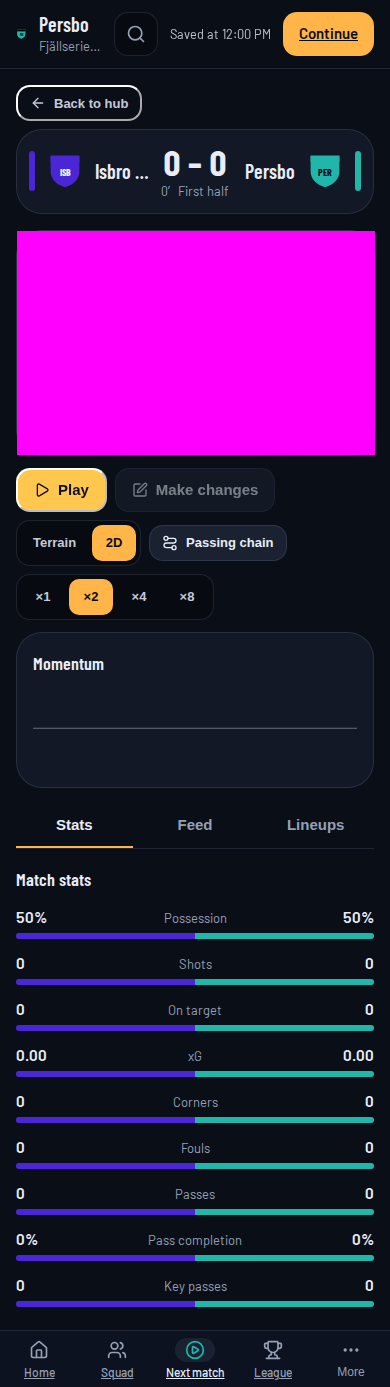 Persbo
Fjällserie...
Saved at 12:00 PM
Continue
Back to hub
ISB
Isbro ...
0 – 0
0' First half
Persbo
PER
Play
Make changes
Terrain
2D
Passing chain
×1
×2
×4
×8
Momentum
Stats
Feed
Lineups
Match stats
50% Possession 50%
0 Shots 0
0 On target 0
0.00 xG 0.00
0 Corners 0
0 Fouls 0
0 Passes 0
0% Pass completion 0%
0 Key passes 0
Home
Squad
Next match
League
More